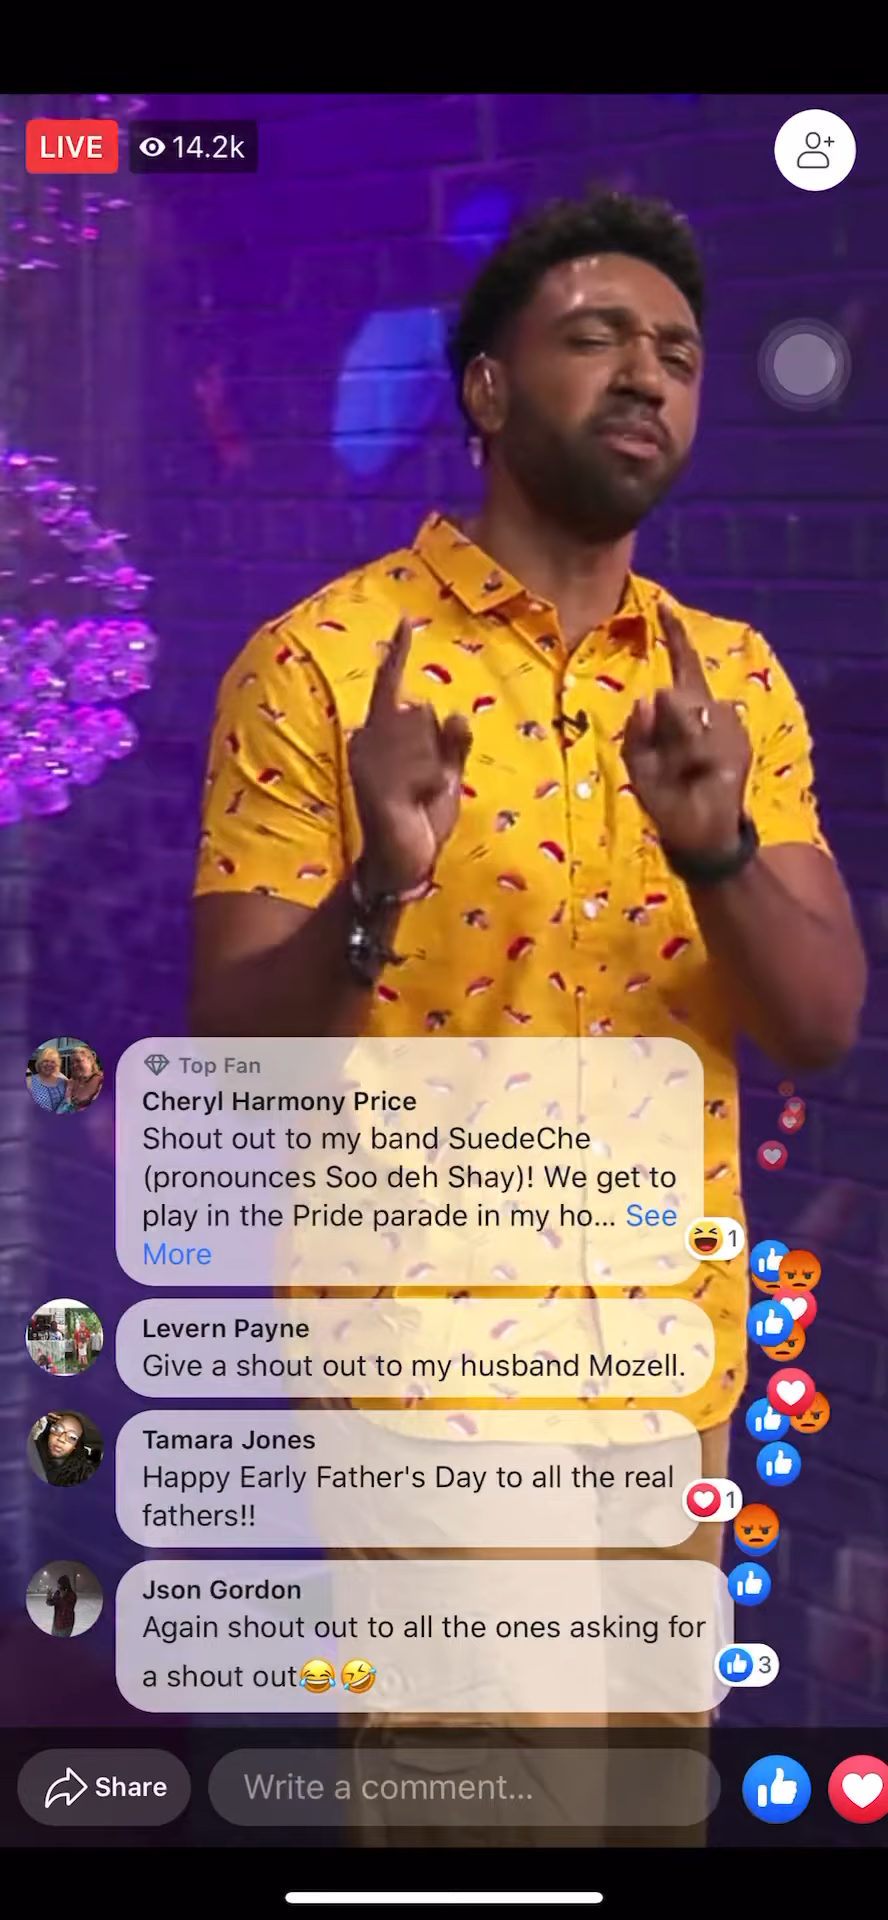 LIVE 14.2k
Top Fan
Cheryl Harmony Price
Shout out to my band SuedeChe
(pronounces Soo deh Shay)! We get to
play in the Pride parade in my ho... See
More
1
Levern Payne
Give a shout out to my husband Mozell.
Tamara Jones
Happy Early Father's Day to all the real
fathers!!
1
Json Gordon
Again shout out to all the ones asking for
a shout out😂🤣
3
Share
Write a comment...